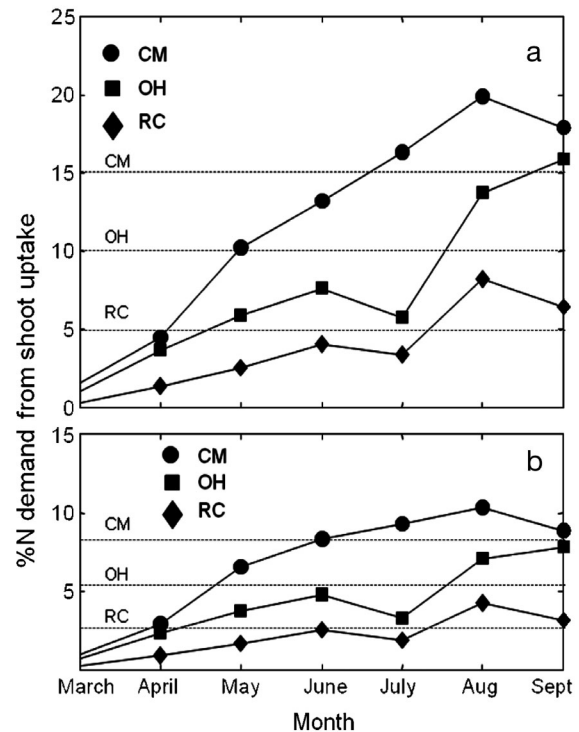 25
20
15
10
5
0
a
CM
OH
RC
CM
OH
RC
15
10
5
b
CM
OH
RC
CM
OH
RC
%N demand from shoot uptake
March April May June July Aug Sept
Month